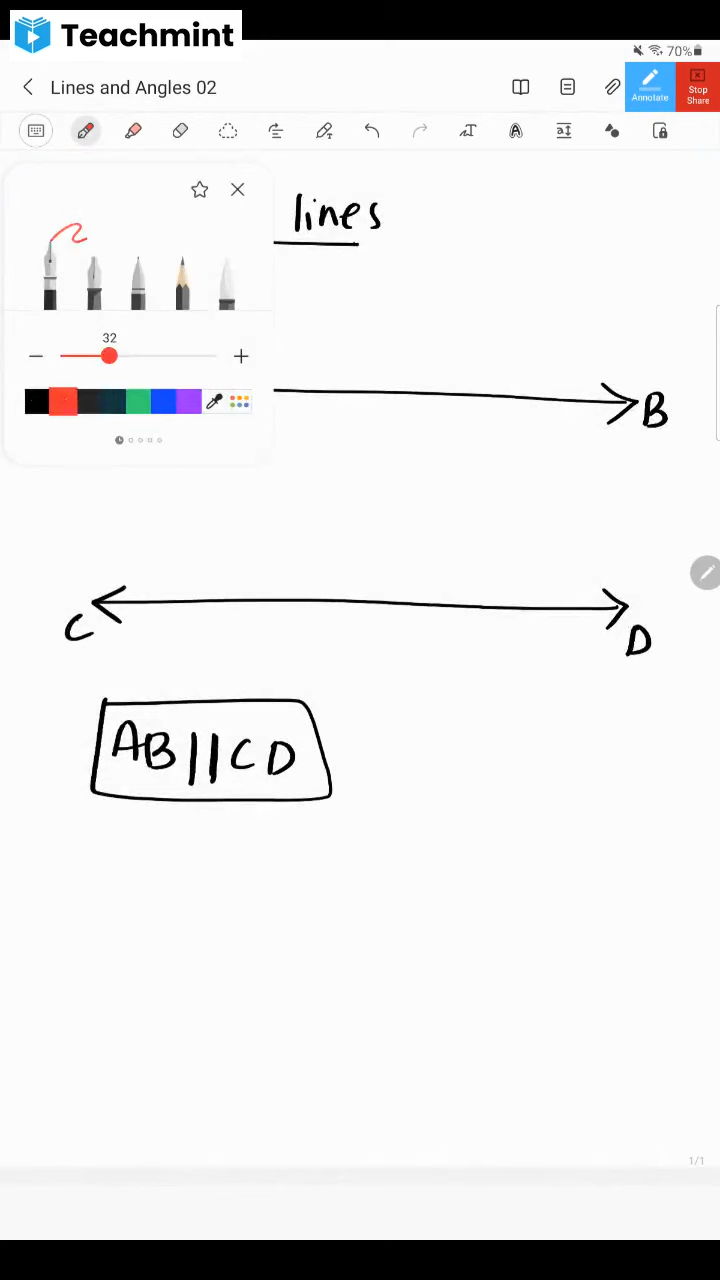 Teachmint
70%
Lines and Angles 02
Annotate
Stop
Share
lines
32
B
C
D
AB||CD
1/1